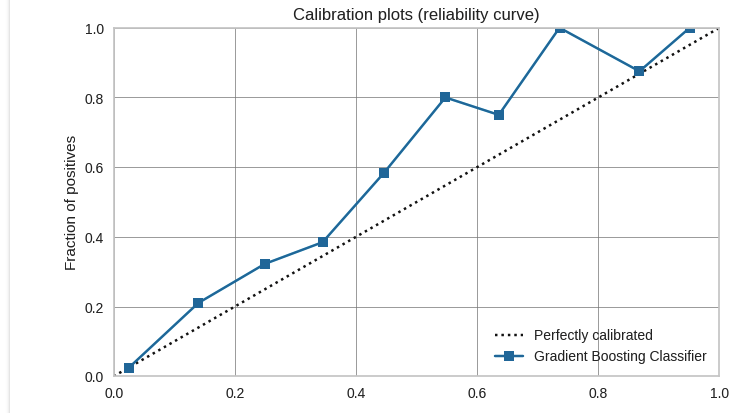 Calibration plots (reliability curve)
1.0
0.8
0.6
0.4
0.2
0.0
Fraction of positives
Perfectly calibrated
Gradient Boosting Classifier
0.0 0.2 0.4 0.6 0.8 1.0